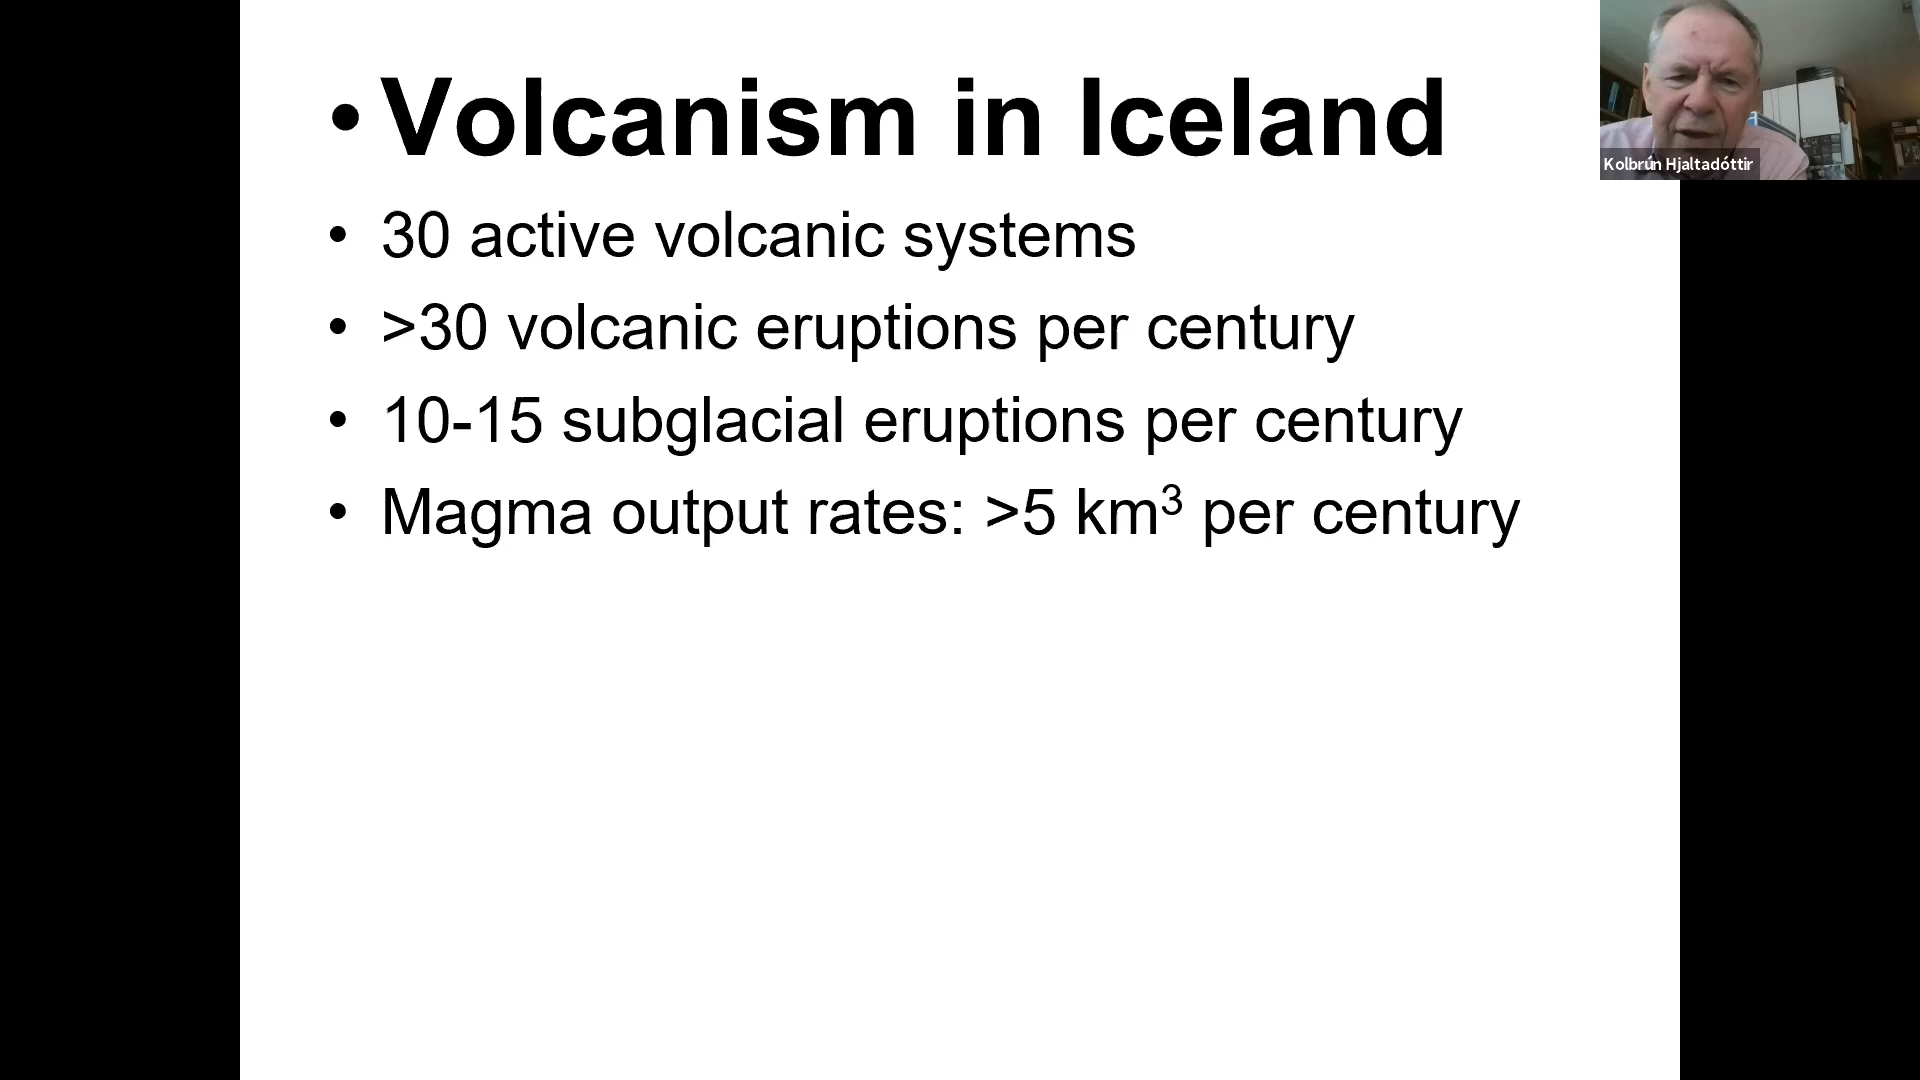 • Volcanism in Iceland
• 30 active volcanic systems
• >30 volcanic eruptions per century
• 10-15 subglacial eruptions per century
• Magma output rates: >5 km³ per century
Kolbrún Hjaltadóttir